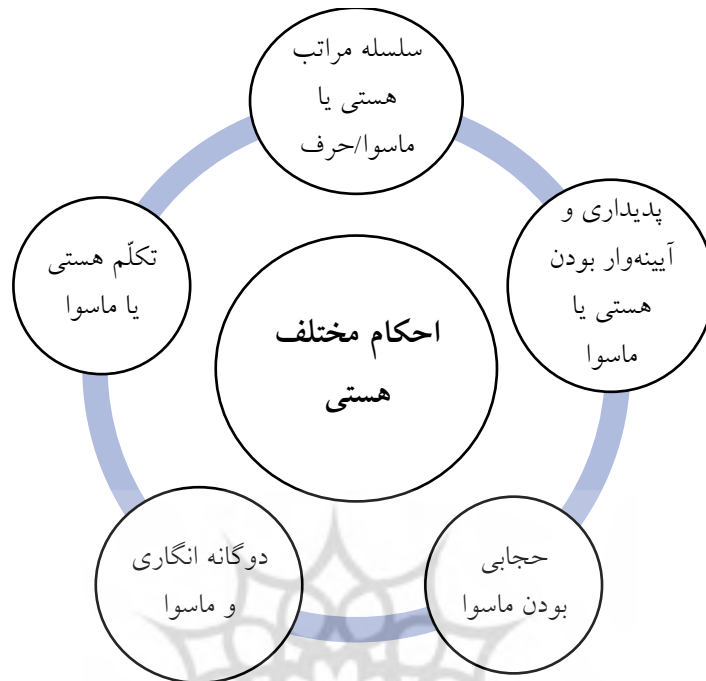 سلسله مراتب
هستی یا
ماسوا/حرف
پدیداری و
آیینه‌وار بودن
هستی یا
ماسوا
تکلّم هستی
یا ماسوا
احکام مختلف
هستی
دوگانه انگاری
و ماسوا
حجابی
بودن ماسوا